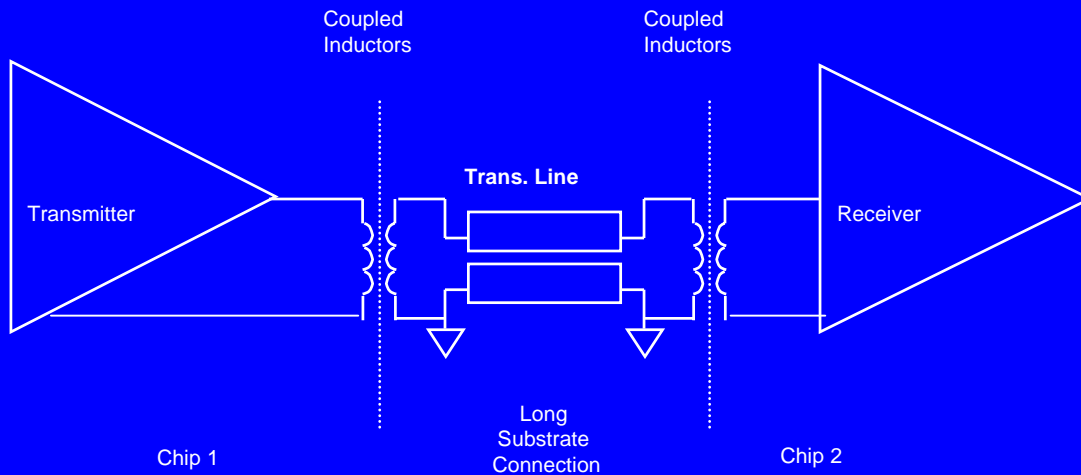 Coupled
Inductors
Coupled
Inductors
Trans. Line
Transmitter
Receiver
Long
Substrate
Connection
Chip 1
Chip 2